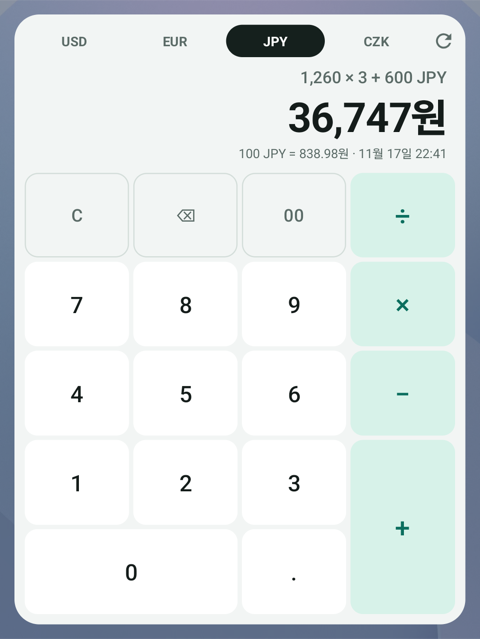 USD EUR JPY CZK
1,260 × 3 + 600 JPY
36,747원
100 JPY = 838.98원 · 11월 17일 22:41
C 00 ÷
7 8 9 ×
4 5 6 −
1 2 3
+
0 .